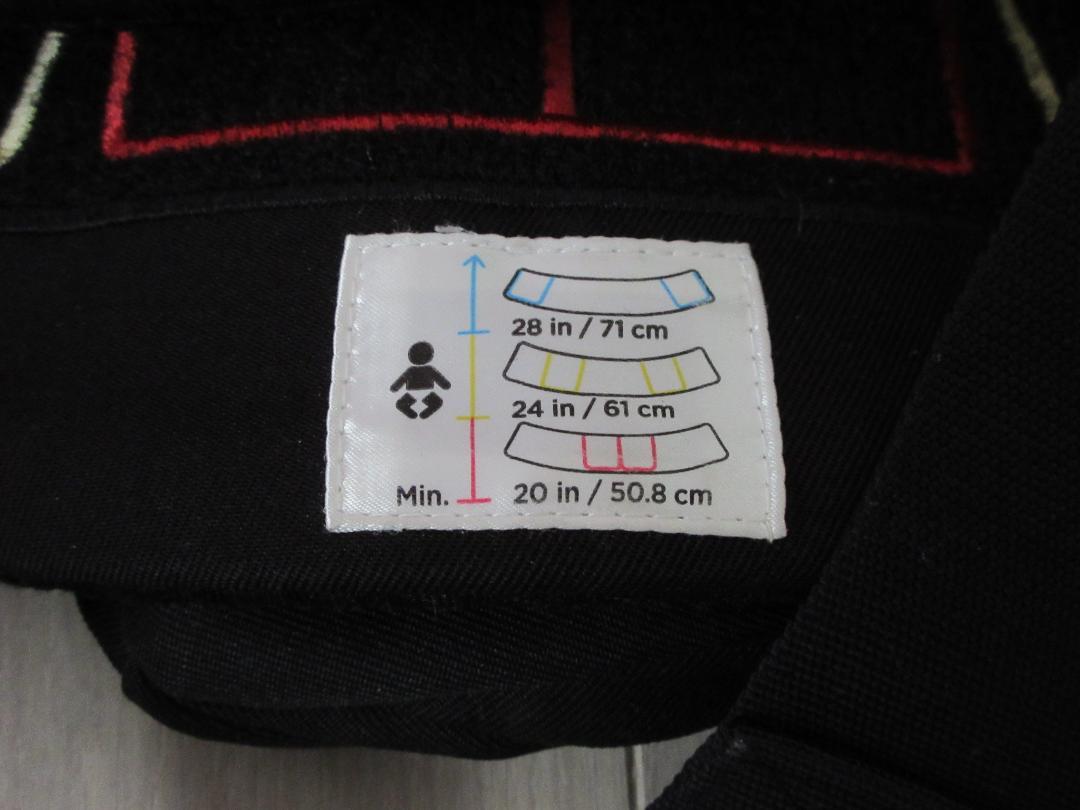 28 in / 71 cm
24 in / 61 cm
Min.
20 in / 50.8 cm